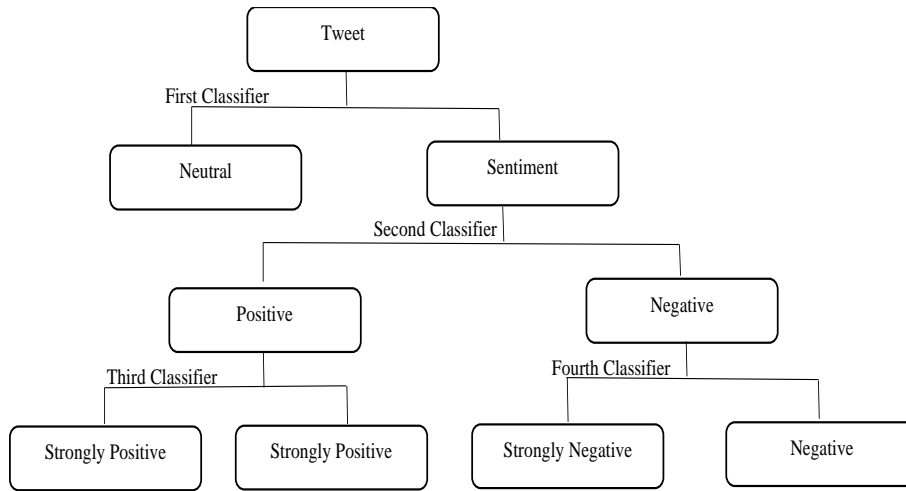 Tweet
First Classifier
Neutral
Sentiment
Second Classifier
Positive
Negative
Third Classifier
Fourth Classifier
Strongly Positive
Strongly Positive
Strongly Negative
Negative